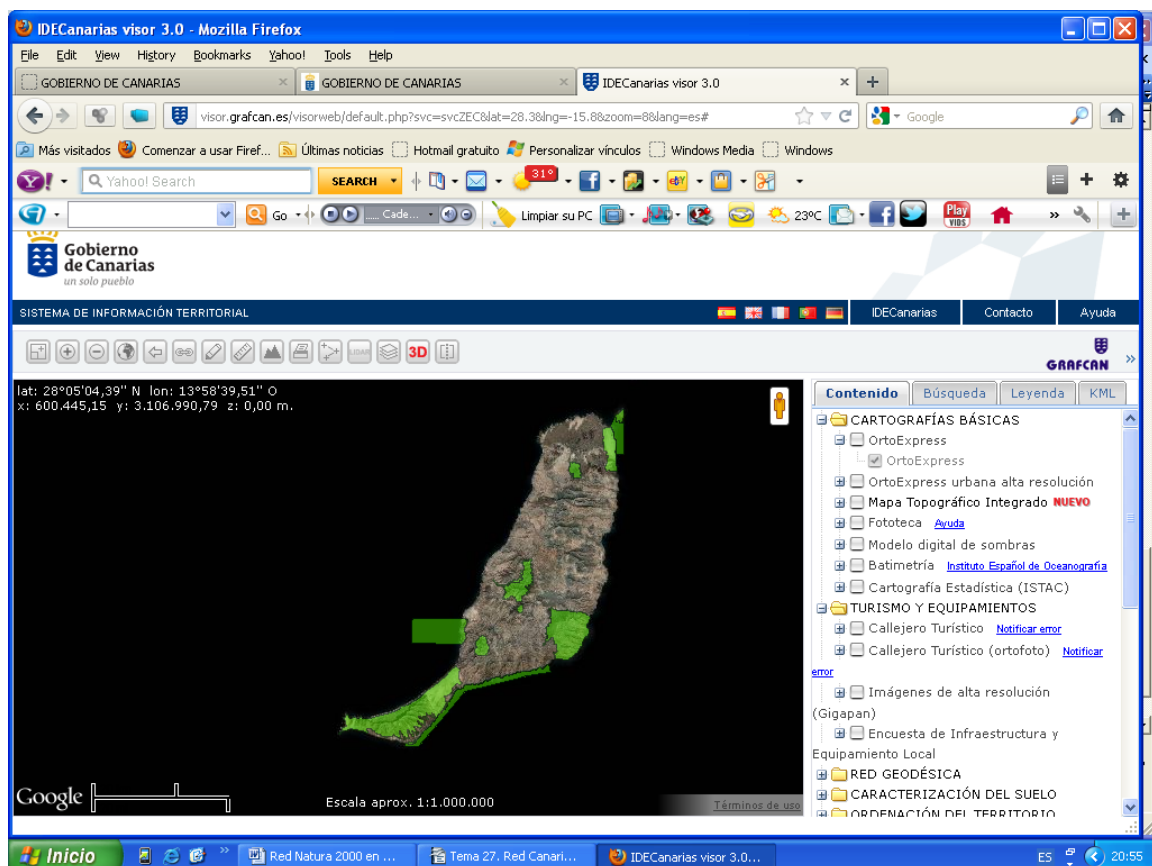 IDECanarias visor 3.0 - Mozilla Firefox
File Edit View History Bookmarks Yahoo! Tools Help
GOBIERNO DE CANARIAS
GOBIERNO DE CANARIAS
IDECanarias visor 3.0
visor.grafcan.es/visorweb/default.php?svc=svcZEC&lat=28.3&lng=-15.8&zoom=8&lang=es#
Google
Más visitados Comenzar a usar Firef... Últimas noticias Hotmail gratuito Personalizar vínculos Windows Media Windows
Yahoo! Search SEARCH 31° eBY
Go Cade... Limpiar su PC 23ºC Play VIDS »
Gobierno
de Canarias
un solo pueblo
SISTEMA DE INFORMACIÓN TERRITORIAL IDECanarias Contacto Ayuda
LIDAR 3D GRAFCAN »
lat: 28°05'04,39" N lon: 13°58'39,51" O
x: 600.445,15 y: 3.106.990,79 z: 0,00 m.
Contenido Búsqueda Leyenda KML
CARTOGRAFÍAS BÁSICAS
OrtoExpress
OrtoExpress
OrtoExpress urbana alta resolución
Mapa Topográfico Integrado NUEVO
Fototeca Ayuda
Modelo digital de sombras
Batimetría Instituto Español de Oceanografía
Cartografía Estadística (ISTAC)
TURISMO Y EQUIPAMIENTOS
Callejero Turístico Notificar error
Callejero Turístico (ortofoto) Notificar
error
Imágenes de alta resolución
(Gigapan)
Encuesta de Infraestructura y
Equipamiento Local
RED GEODÉSICA
CARACTERIZACIÓN DEL SUELO
ORDENACIÓN DEL TERRITORIO
Google Escala aprox. 1:1.000.000 Términos de uso
Inicio » Red Natura 2000 en ... Tema 27. Red Canari... IDECanarias visor 3.0... ES 20:55